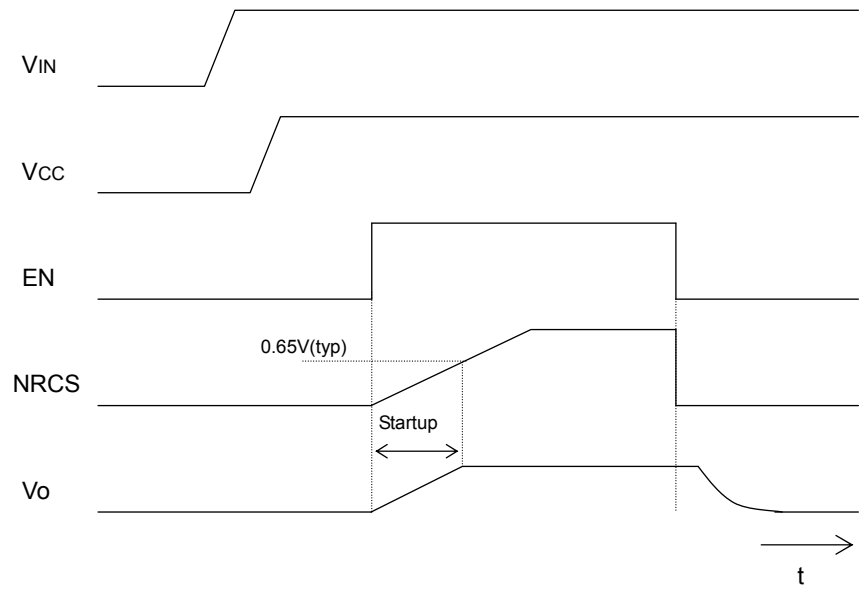 VIN
VCC
EN
0.65V(typ)
NRCS
Startup
Vo
t